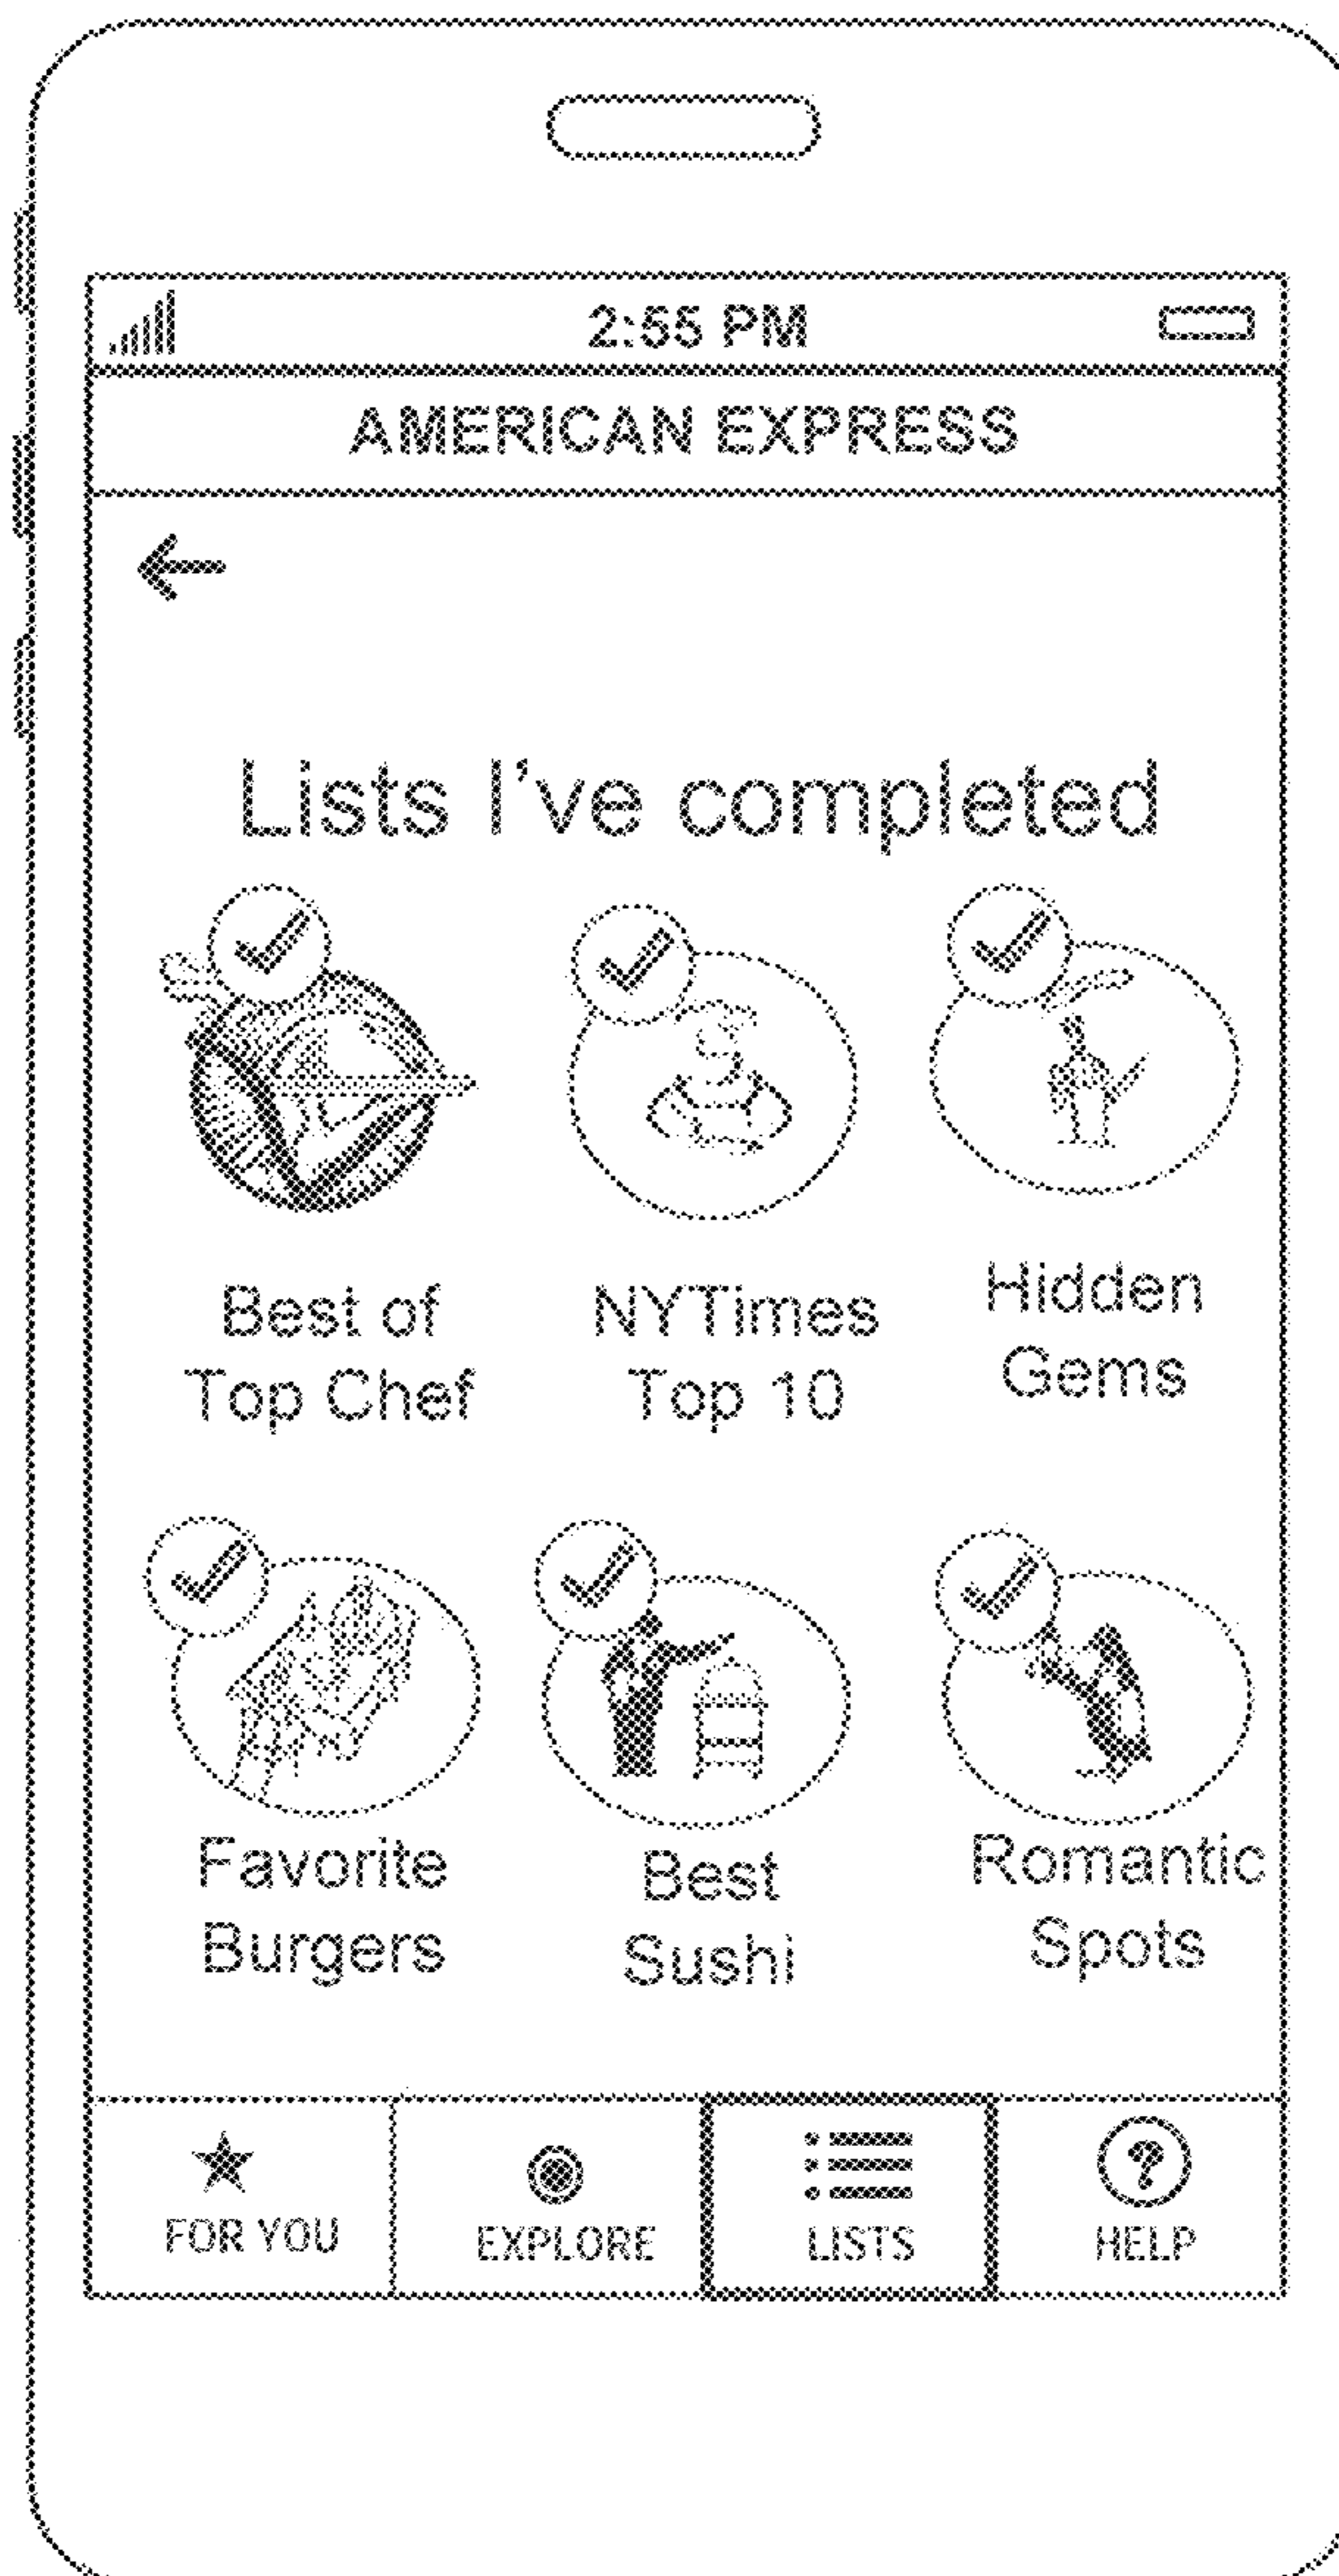 2:55 PM
AMERICAN EXPRESS
Lists I've completed
Best of
Top Chef
NYTimes
Top 10
Hidden
Gems
Favorite
Burgers
Best
Sushi
Romantic
Spots
FOR YOU
EXPLORE
LISTS
HELP